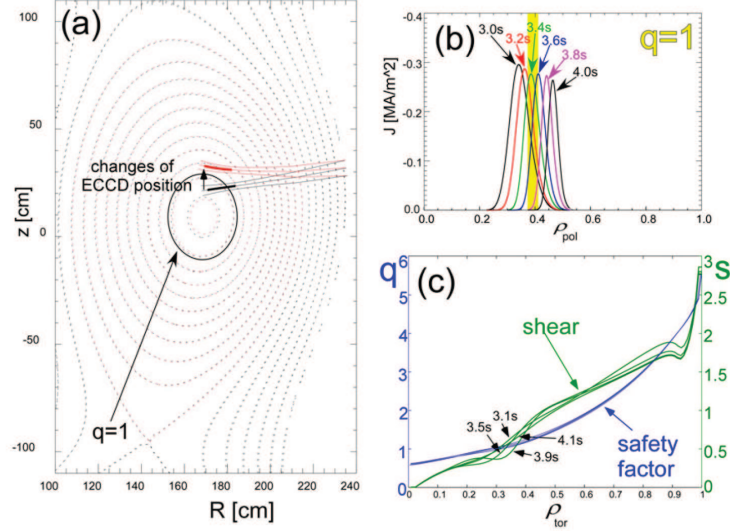 (a)
100
50
0
-50
-100
z [cm]
changes of
ECCD position
q=1
100 120 140 160 180 200 220 240
R [cm]
(b)
q=1
3.0s
3.2s
3.4s
3.6s
3.8s
4.0s
-0.4
-0.3
-0.2
-0.1
0.0
J [MA/m^2]
0.0 0.2 0.4 0.6 0.8 1.0
ρpol
(c)
q
s
6
5
4
3
2
1
0
3
2.5
2
1.5
1
0.5
0
shear
3.1s
3.5s
4.1s
3.9s
safety
factor
0 0.1 0.2 0.3 0.4 0.5 0.6 0.7 0.8 0.9 1
ρtor